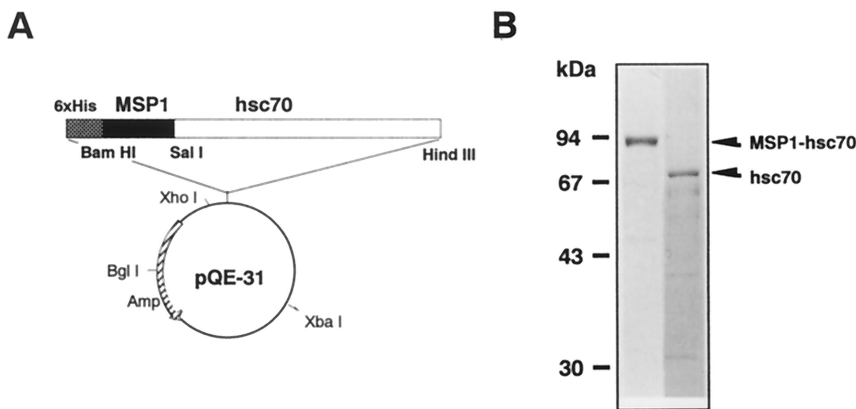 A
6xHis MSP1 hsc70
Bam HI Sal I Hind III
Xho I
Bgl I
pQE-31
Amp
Xba I
B
kDa
94
67
43
30
MSP1-hsc70
hsc70